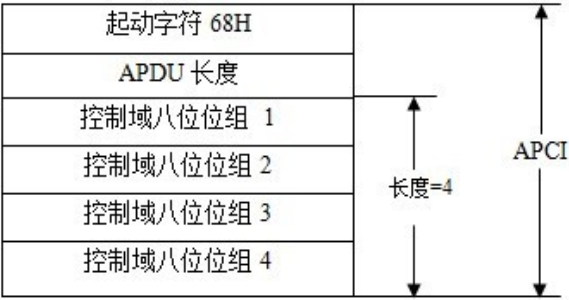 起动字符 68H
APDU 长度
控制域八位位组 1
控制域八位位组 2
控制域八位位组 3
控制域八位位组 4
长度=4
APCI